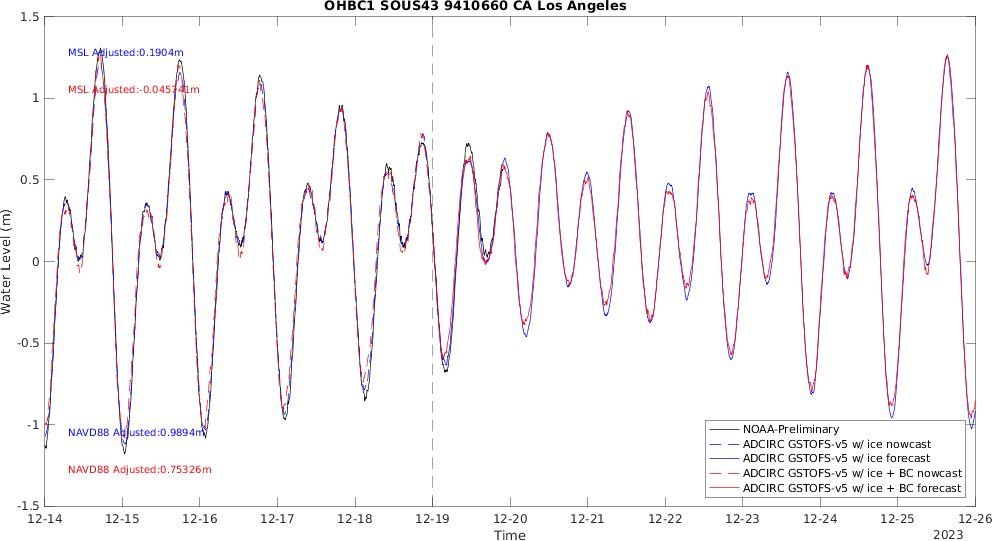 OHBC1 SOUS43 9410660 CA Los Angeles
1.5
1
0.5
0
-0.5
-1
-1.5
Water Level (m)
MSL Adjusted:0.1904m
MSL Adjusted:-0.045741m
NAVD88 Adjusted:0.9894m
NAVD88 Adjusted:0.75326m
NOAA-Preliminary
ADCIRC GSTOFS-v5 w/ ice nowcast
ADCIRC GSTOFS-v5 w/ ice forecast
ADCIRC GSTOFS-v5 w/ ice + BC nowcast
ADCIRC GSTOFS-v5 w/ ice + BC forecast
12-14 12-15 12-16 12-17 12-18 12-19 12-20 12-21 12-22 12-23 12-24 12-25 12-26
Time
2023